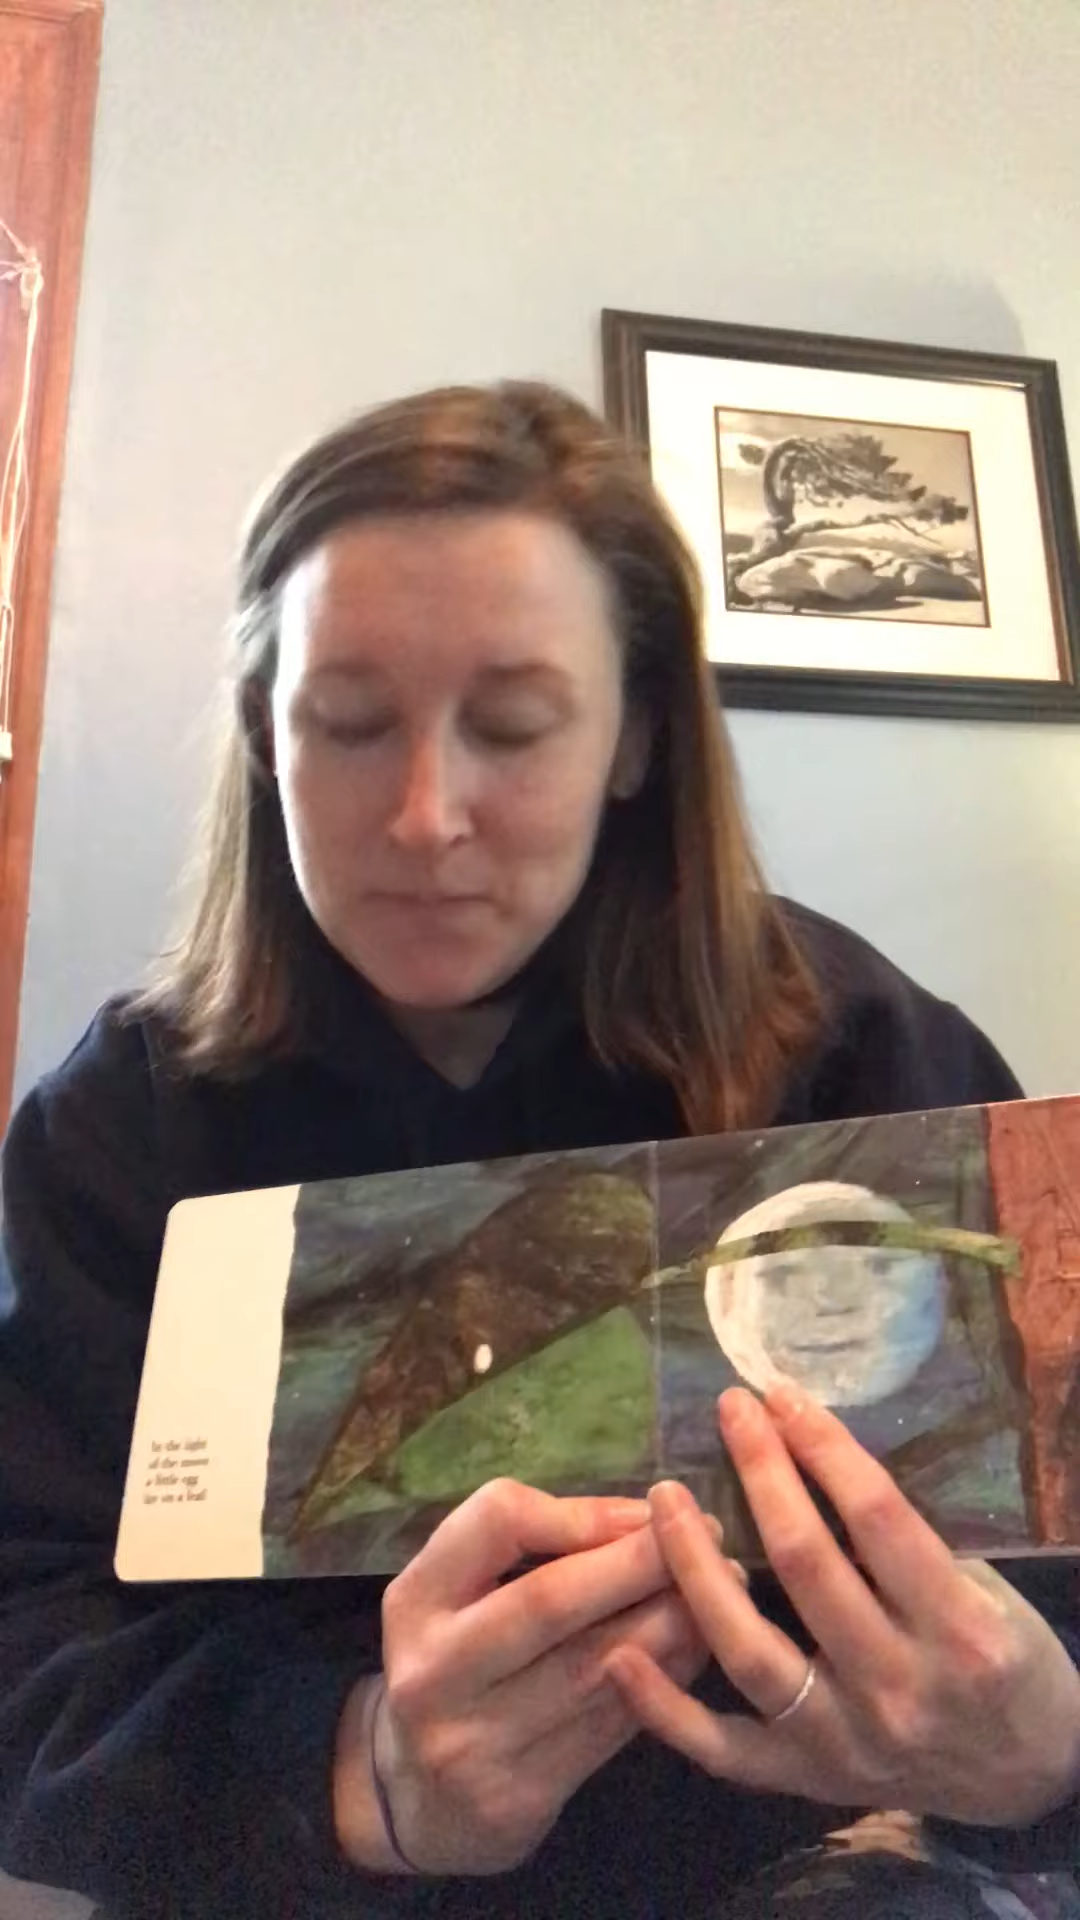 In the light
of the moon
a little egg
lay on a leaf.